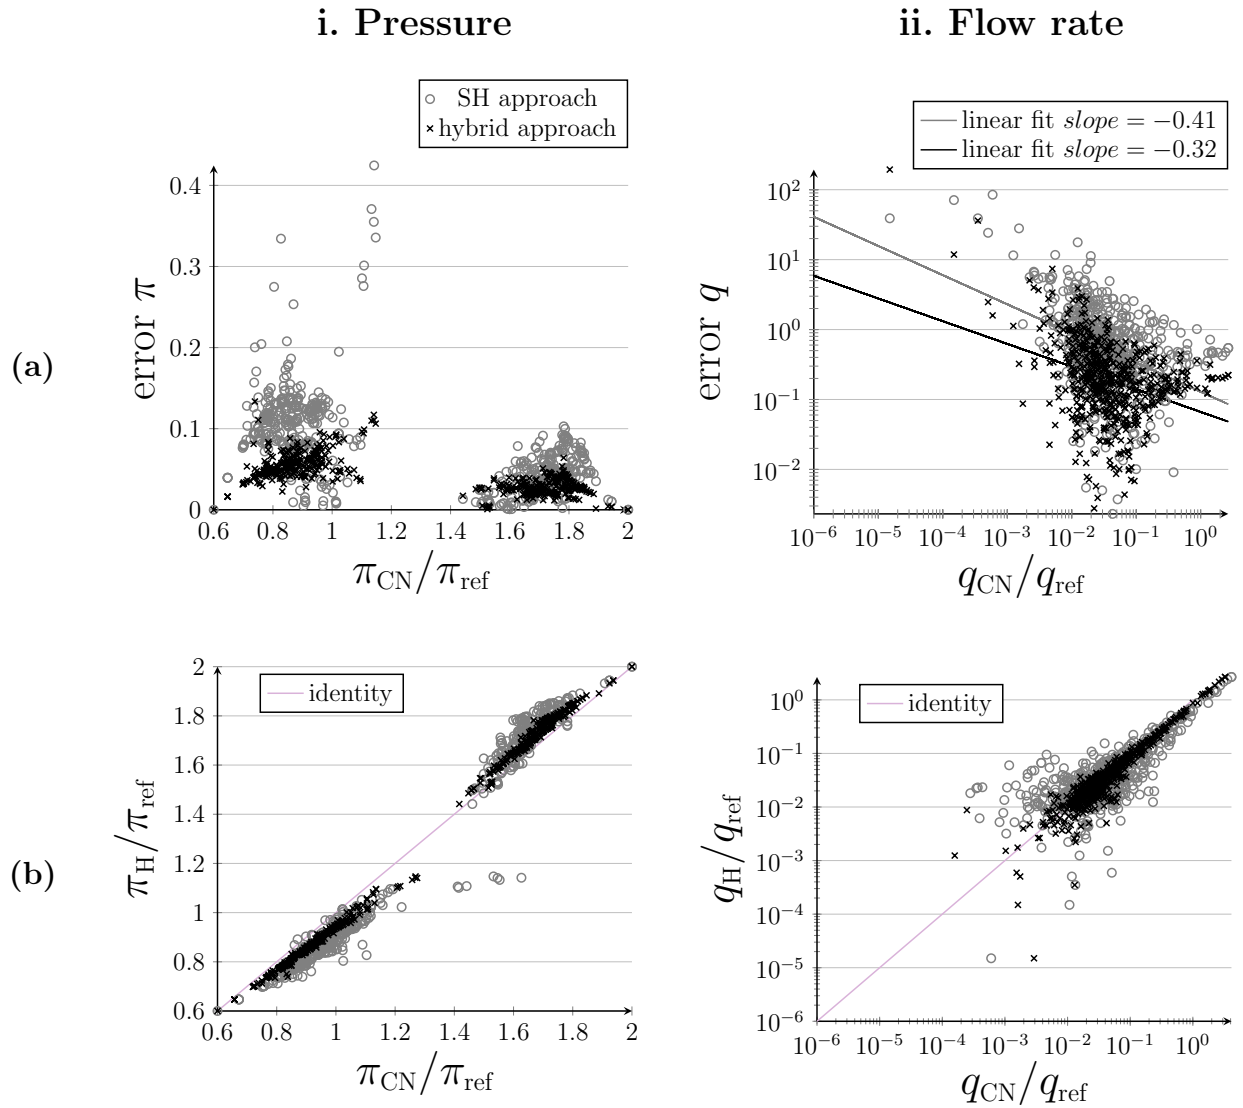 i. Pressure
ii. Flow rate
SH approach
hybrid approach
linear fit slope = −0.41
linear fit slope = −0.32
(a)
error π
0.4
0.3
0.2
0.1
0
0.6 0.8 1 1.2 1.4 1.6 1.8 2
π_CN/π_ref
error q
10^2
10^1
10^0
10^−1
10^−2
10^−6 10^−5 10^−4 10^−3 10^−2 10^−1 10^0
q_CN/q_ref
(b)
identity
π_H/π_ref
2
1.8
1.6
1.4
1.2
1
0.8
0.6
0.6 0.8 1 1.2 1.4 1.6 1.8 2
π_CN/π_ref
identity
q_H/q_ref
10^0
10^−1
10^−2
10^−3
10^−4
10^−5
10^−6
10^−6 10^−5 10^−4 10^−3 10^−2 10^−1 10^0
q_CN/q_ref